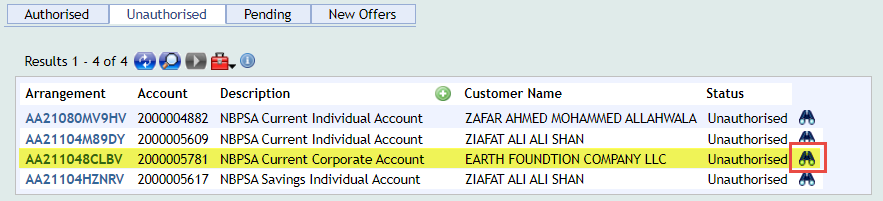 Authorised Unauthorised Pending New Offers
Results 1 - 4 of 4
Arrangement Account Description Customer Name Status
AA21080MV9HV 2000004882 NBPSA Current Individual Account ZAFAR AHMED MOHAMMED ALLAHWALA Unauthorised
AA21104M89DY 2000005609 NBPSA Current Individual Account ZIAFAT ALI ALI SHAN Unauthorised
AA211048CLBV 2000005781 NBPSA Current Corporate Account EARTH FOUNDTION COMPANY LLC Unauthorised
AA21104HZNRV 2000005617 NBPSA Savings Individual Account ZIAFAT ALI ALI SHAN Unauthorised